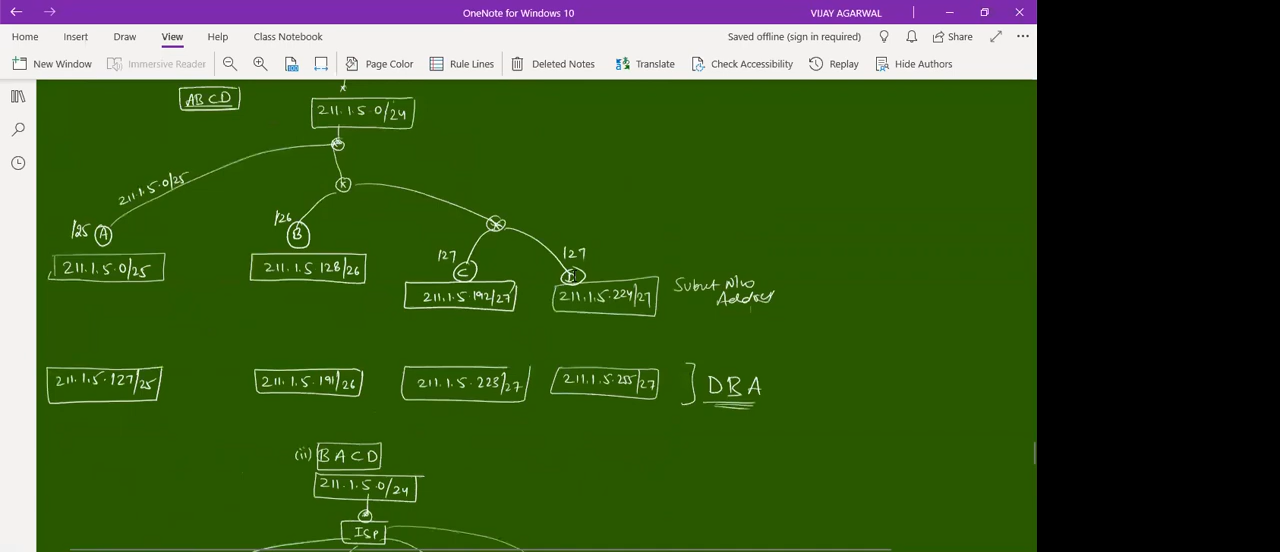 OneNote for Windows 10
VIJAY AGARWAL
Home Insert Draw View Help Class Notebook
Saved offline (sign in required)
Share
New Window
Immersive Reader
Page Color
Rule Lines
Deleted Notes
Translate
Check Accessibility
Replay
Hide Authors
ABCD
211.1.5.0/24
211.1.5.0/25
/25 A
/26
B
/27
C
/27
D
211.1.5.0/25
211.1.5 128/26
211.1.5.192/27
211.1.5.224/27
Subnet N/w
Address
211.1.5.127/25
211.1.5.191/26
211.1.5.223/27
211.1.5.255/27
DBA
(ii) BACD
211.1.5.0/24
ISP